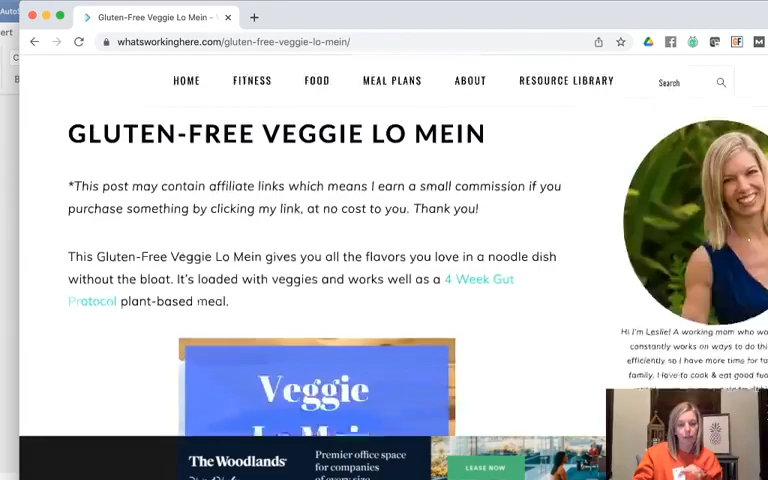 Gluten-Free Veggie Lo Mein -
whatsworkinghere.com/gluten-free-veggie-lo-mein/
HOME FITNESS FOOD MEAL PLANS ABOUT RESOURCE LIBRARY Search
GLUTEN-FREE VEGGIE LO MEIN
*This post may contain affiliate links which means I earn a small commission if you
purchase something by clicking my link, at no cost to you. Thank you!
This Gluten-Free Veggie Lo Mein gives you all the flavors you love in a noodle dish
without the bloat. It's loaded with veggies and works well as a 4 Week Gut
Protocol plant-based meal.
Hi I'm Leslie! A working mom who
constantly works on ways to do
efficiently so I have more time for
family. I love to cook & eat good
Veggie
Lo Mein
The Woodlands
Premier office space
for companies
of every size
LEASE NOW